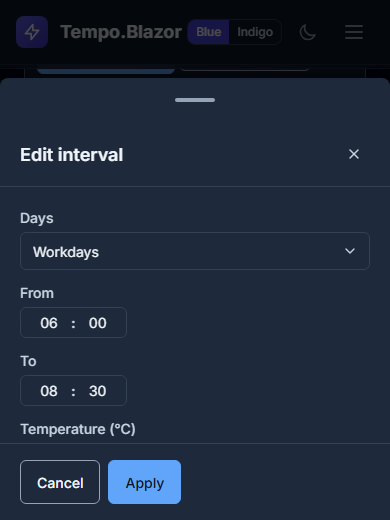 Tempo.Blazor Blue Indigo
Edit interval
Days
Workdays
From
06 : 00
To
08 : 30
Temperature (°C)
Cancel Apply